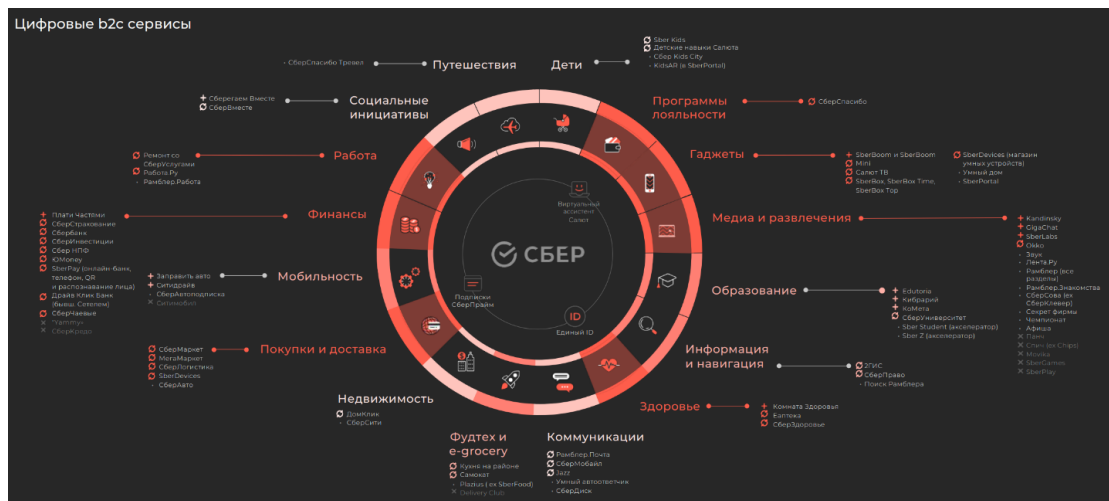 Цифровые b2c сервисы
Путешествия
- СберСпасибо Тревел
Дети
Sber Kids
Детские навыки Салюта
- Сбер Kids City
- KidsAR (в SberPortal)
Социальные
инициативы
+ Сберегаем Вместе
СберВместе
Программы
лояльности
СберСпасибо
Работа
Ремонт со
СберУслугами
Работа.Ру
- Рамблер.Работа
Гаджеты
+ SberBoom и SberBoom
Mini
Салют ТВ
SberBox, SberBox Time,
SberBox Top
SberDevices (магазин
умных устройств)
- Умный дом
- SberPortal
Финансы
+ Плати частями
СберСтрахование
Сбербанк
СберИнвестиции
Сбер НПФ
ЮMoney
SberPay (онлайн-банк,
телефон, QR
и распознавание лица)
Драйв Клик Банк
(бывш. Сетелем)
СберЧаевые
Медиа и развлечения
+ Kandinsky
+ GigaChat
+ SberLabs
Okko
- Звук
- Лента.Ру
- Рамблер (все
разделы)
- Рамблер.Знакомства
- СберСова (ex
СберКлевер)
- Секрет фирмы
- Чемпионат
- Афиша
× SberGames
× SberPlay
Мобильность
+ Заправить авто
+ Ситидрайв
- СберАвтоподписка
× Ситимобил
Образование
+ Edutoria
+ Кибрарий
+ КоМета
СберУниверситет
- Sber Student (акселератор)
- Sber Z (акселератор)
Покупки и доставка
СберМаркет
МегаМаркет
СберЛогистика
SberDevices
- СберАвто
Информация
и навигация
2ГИС
СберПраво
- Поиск Рамблера
Недвижимость
ДомКлик
- СберСити
Здоровье
+ Комната Здоровья
Еаптека
СберЗдоровье
Фудтех и
e-grocery
Кухня на районе
Самокат
- Plazius (ex SberFood)
× Delivery Club
Коммуникации
Рамблер.Почта
СберМобайл
Jazz
- Умный автоответчик
- СберДиск
Виртуальный
ассистент
Салют
СБЕР
Подписки
СберПрайм
ID
Единый ID